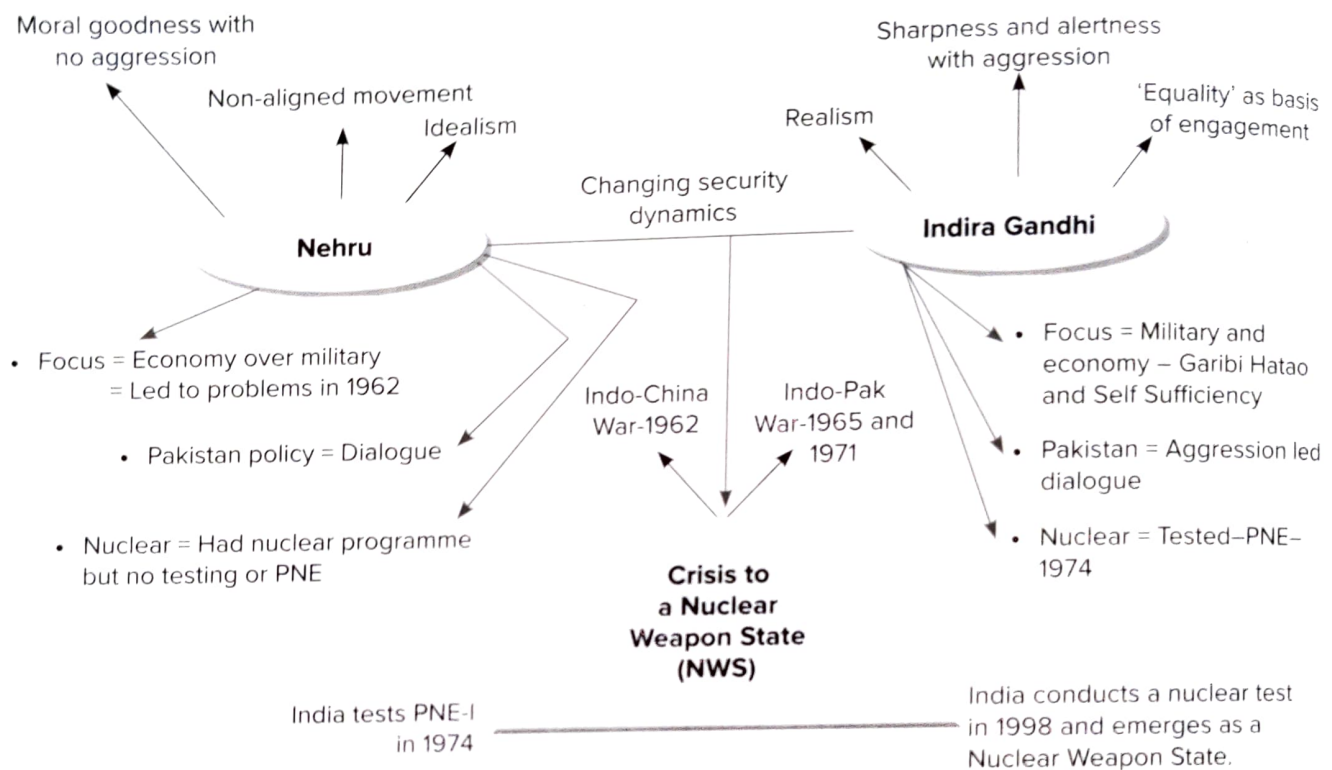 Moral goodness with
no aggression
Non-aligned movement
Idealism
Nehru
Changing security
dynamics
Sharpness and alertness
with aggression
Realism
'Equality' as basis
of engagement
Indira Gandhi
• Focus = Economy over military
= Led to problems in 1962
• Pakistan policy = Dialogue
• Nuclear = Had nuclear programme
but no testing or PNE
Indo-China
War-1962
Indo-Pak
War-1965 and
1971
• Focus = Military and
economy – Garibi Hatao
and Self Sufficiency
• Pakistan = Aggression led
dialogue
• Nuclear = Tested–PNE–
1974
Crisis to
a Nuclear
Weapon State
(NWS)
India tests PNE-I
in 1974
India conducts a nuclear test
in 1998 and emerges as a
Nuclear Weapon State.